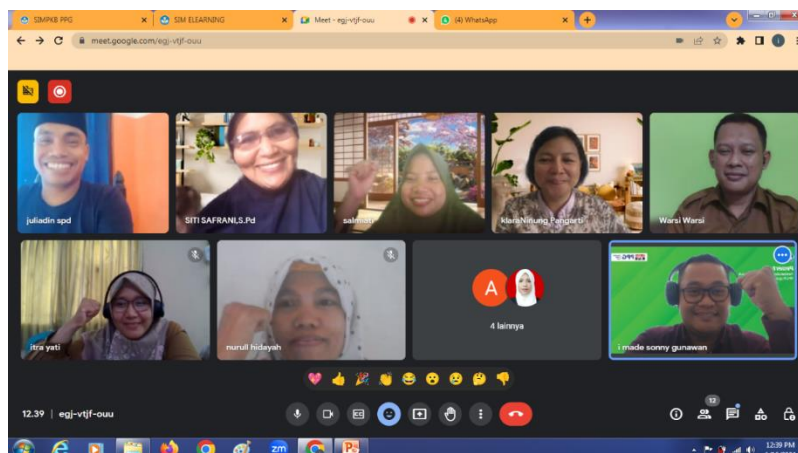 SIMPKB PPG
SIM ELEARNING
Meet - egj-vtjf-ouu
(4) WhatsApp
meet.google.com/egj-vtjf-ouu
juliadin spd
SITI SAFRANI,S.Pd
salmiati
klaraNinung Pangarti
Warsi Warsi
itra yati
nurull hidayah
A
4 lainnya
i made sonny gunawan
12.39 | egj-vtjf-ouu
12
zm
12:39 PM